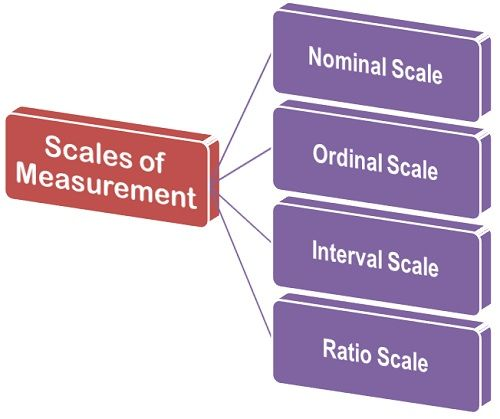 Scales of
Measurement
Nominal Scale
Ordinal Scale
Interval Scale
Ratio Scale